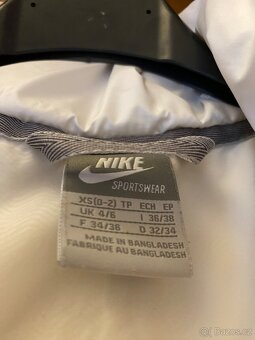 NIKE
SPORTSWEAR
XS(0-2) TP ECH EP
UK 4/6 I 36/38
F 34/36 D 32/34
MADE IN BANGLADESH
FABRIQUE AU BANGLADESH
sbazos.cz